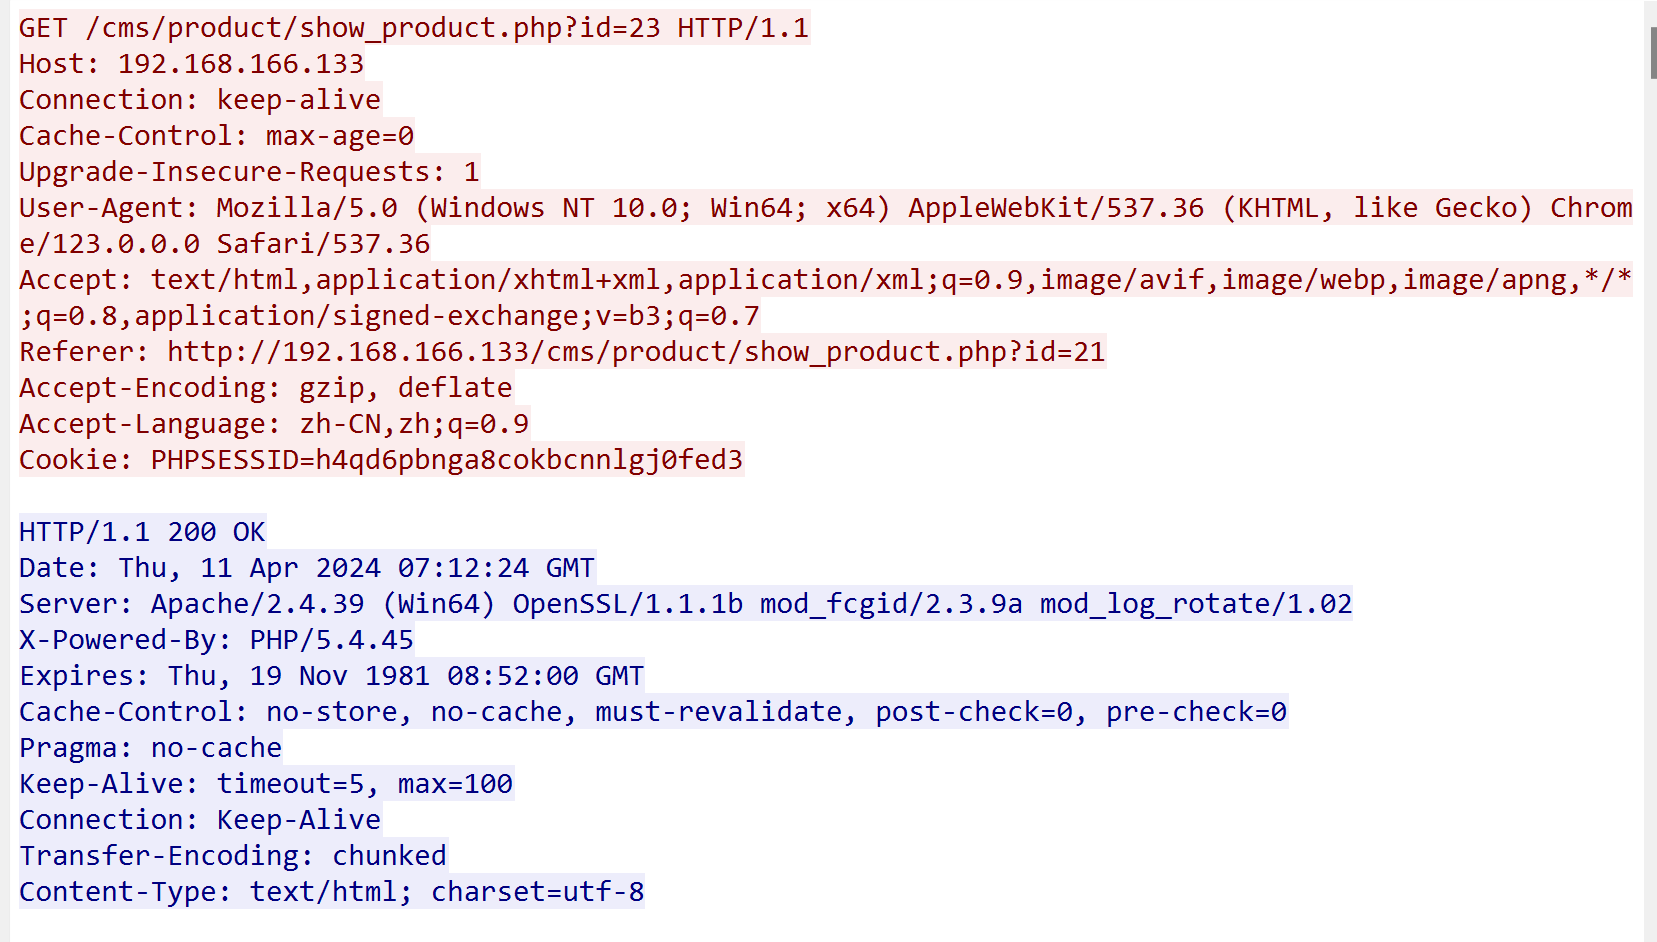 GET /cms/product/show_product.php?id=23 HTTP/1.1
Host: 192.168.166.133
Connection: keep-alive
Cache-Control: max-age=0
Upgrade-Insecure-Requests: 1
User-Agent: Mozilla/5.0 (Windows NT 10.0; Win64; x64) AppleWebKit/537.36 (KHTML, like Gecko) Chrom
e/123.0.0.0 Safari/537.36
Accept: text/html,application/xhtml+xml,application/xml;q=0.9,image/avif,image/webp,image/apng,*/*
;q=0.8,application/signed-exchange;v=b3;q=0.7
Referer: http://192.168.166.133/cms/product/show_product.php?id=21
Accept-Encoding: gzip, deflate
Accept-Language: zh-CN,zh;q=0.9
Cookie: PHPSESSID=h4qd6pbnga8cokbcnnlgj0fed3

HTTP/1.1 200 OK
Date: Thu, 11 Apr 2024 07:12:24 GMT
Server: Apache/2.4.39 (Win64) OpenSSL/1.1.1b mod_fcgid/2.3.9a mod_log_rotate/1.02
X-Powered-By: PHP/5.4.45
Expires: Thu, 19 Nov 1981 08:52:00 GMT
Cache-Control: no-store, no-cache, must-revalidate, post-check=0, pre-check=0
Pragma: no-cache
Keep-Alive: timeout=5, max=100
Connection: Keep-Alive
Transfer-Encoding: chunked
Content-Type: text/html; charset=utf-8